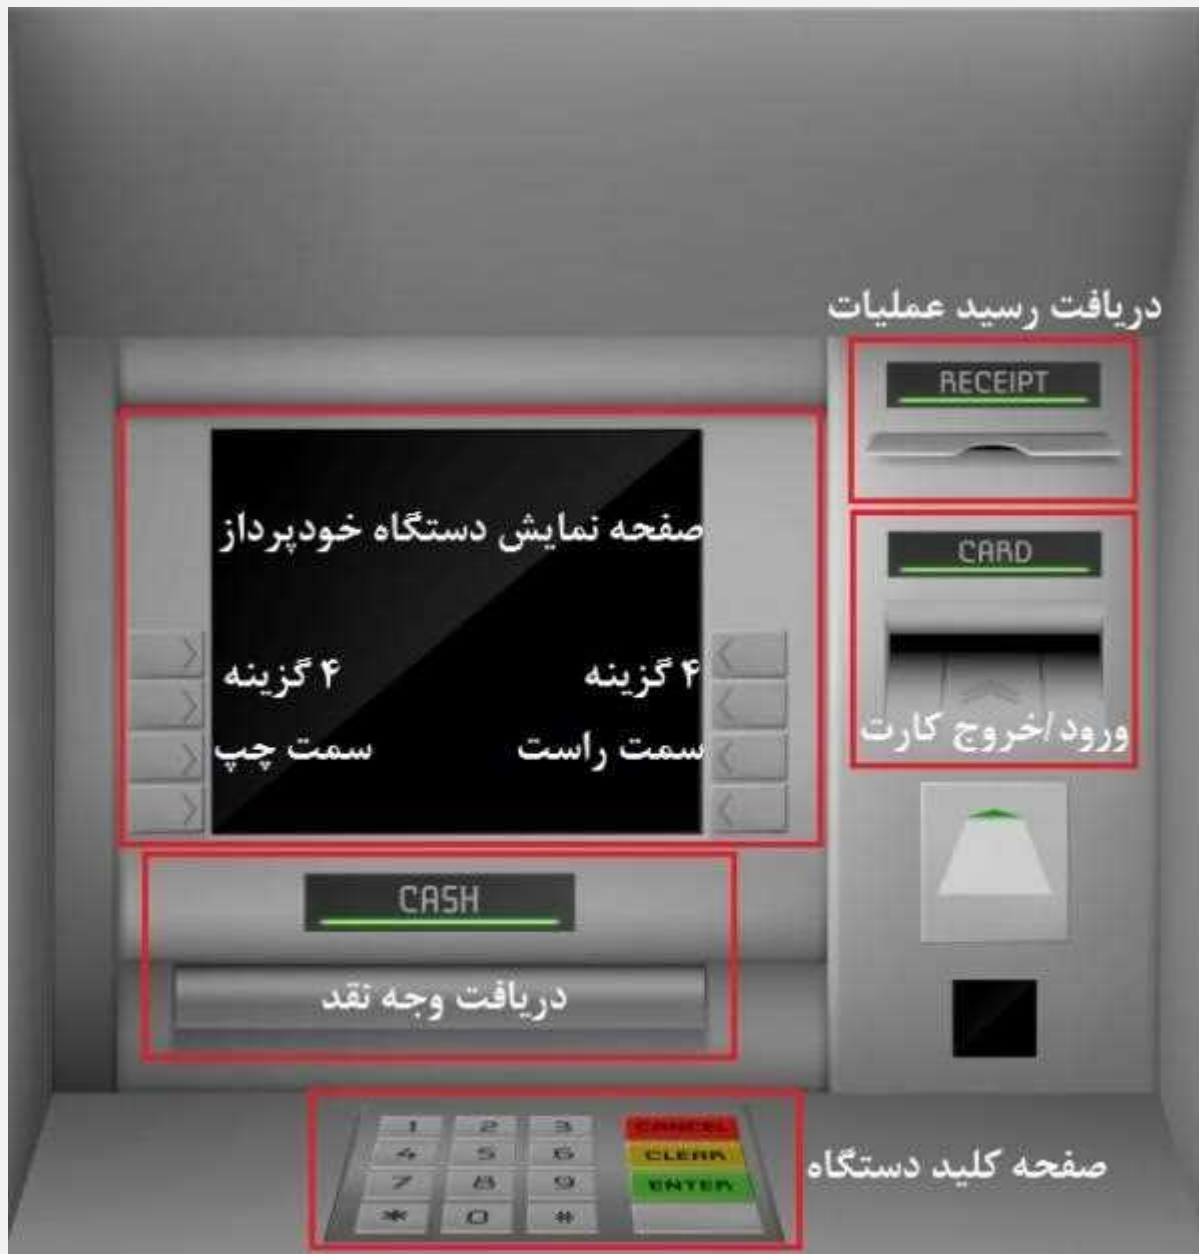 دریافت رسید عملیات
RECEIPT
صفحه نمایش دستگاه خودپرداز
CARD
۴ گزینه
۴ گزینه
سمت راست
سمت چپ
ورود/خروج کارت
CASH
دریافت وجه نقد
صفحه کلید دستگاه
1 2 3 CANCEL
4 5 6 CLEAR
7 8 9 ENTER
* 0 #